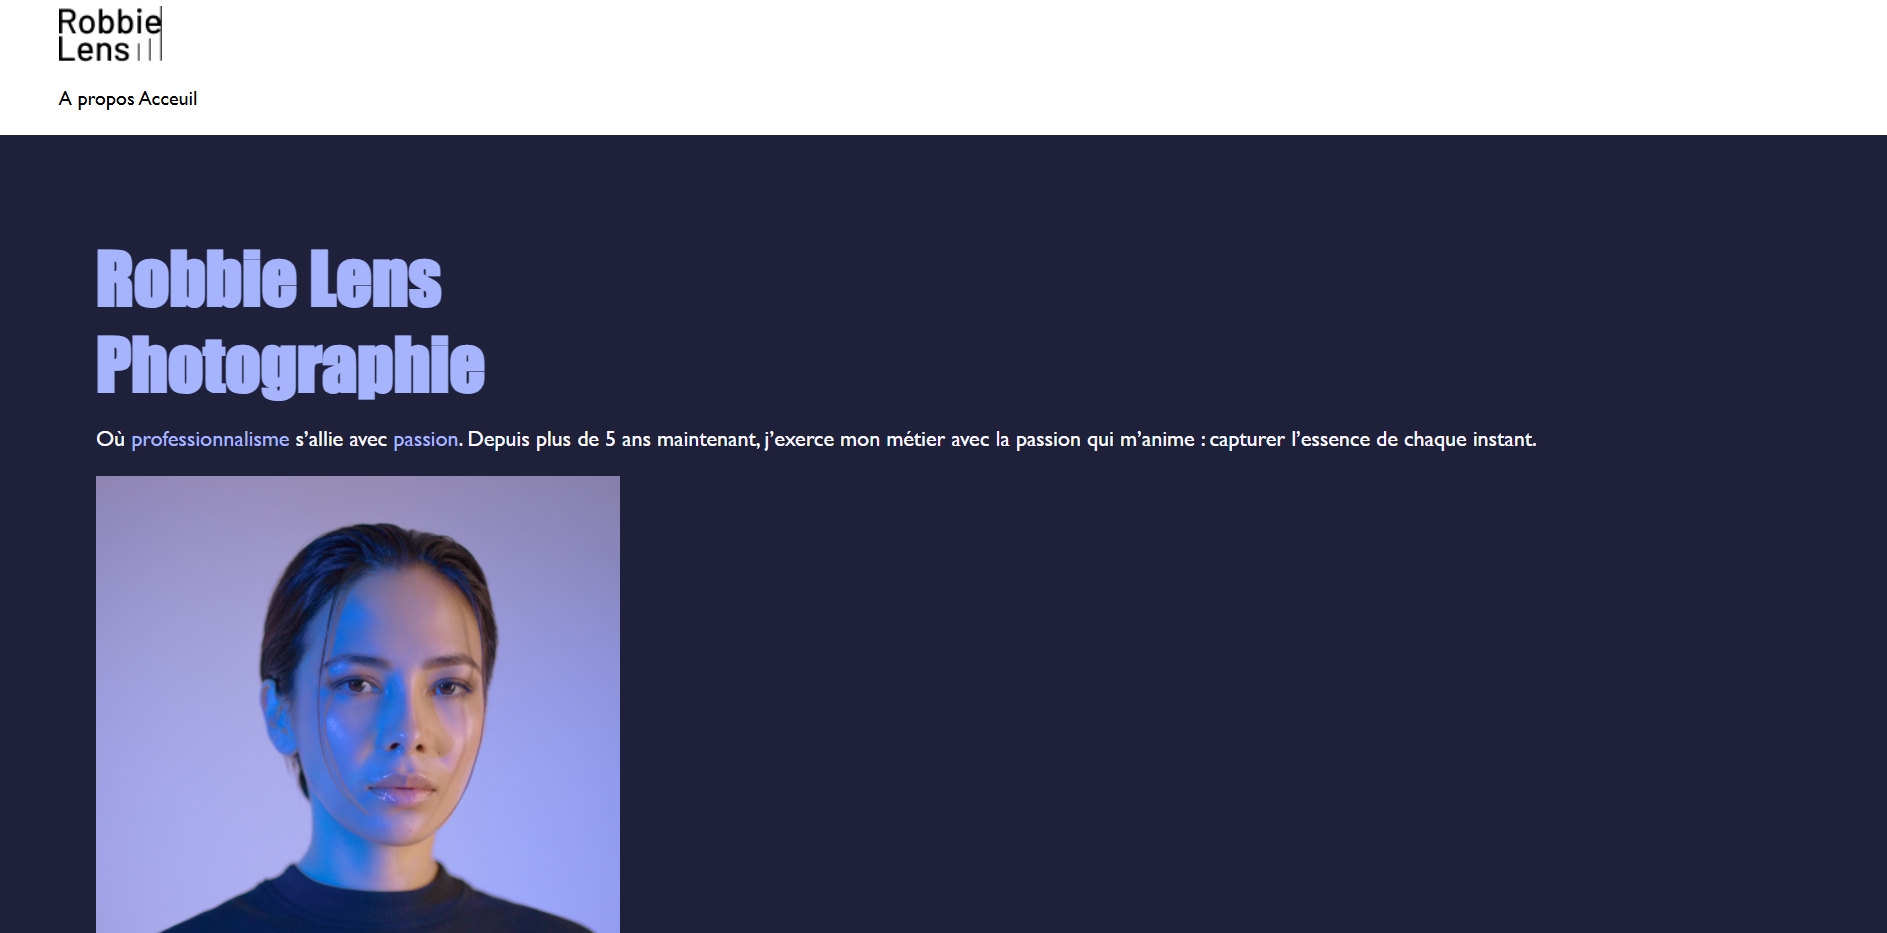 Robbie
Lens
A propos Acceuil
Robbie Lens
Photographie
Où professionnalisme s’allie avec passion. Depuis plus de 5 ans maintenant, j’exerce mon métier avec la passion qui m’anime : capturer l’essence de chaque instant.